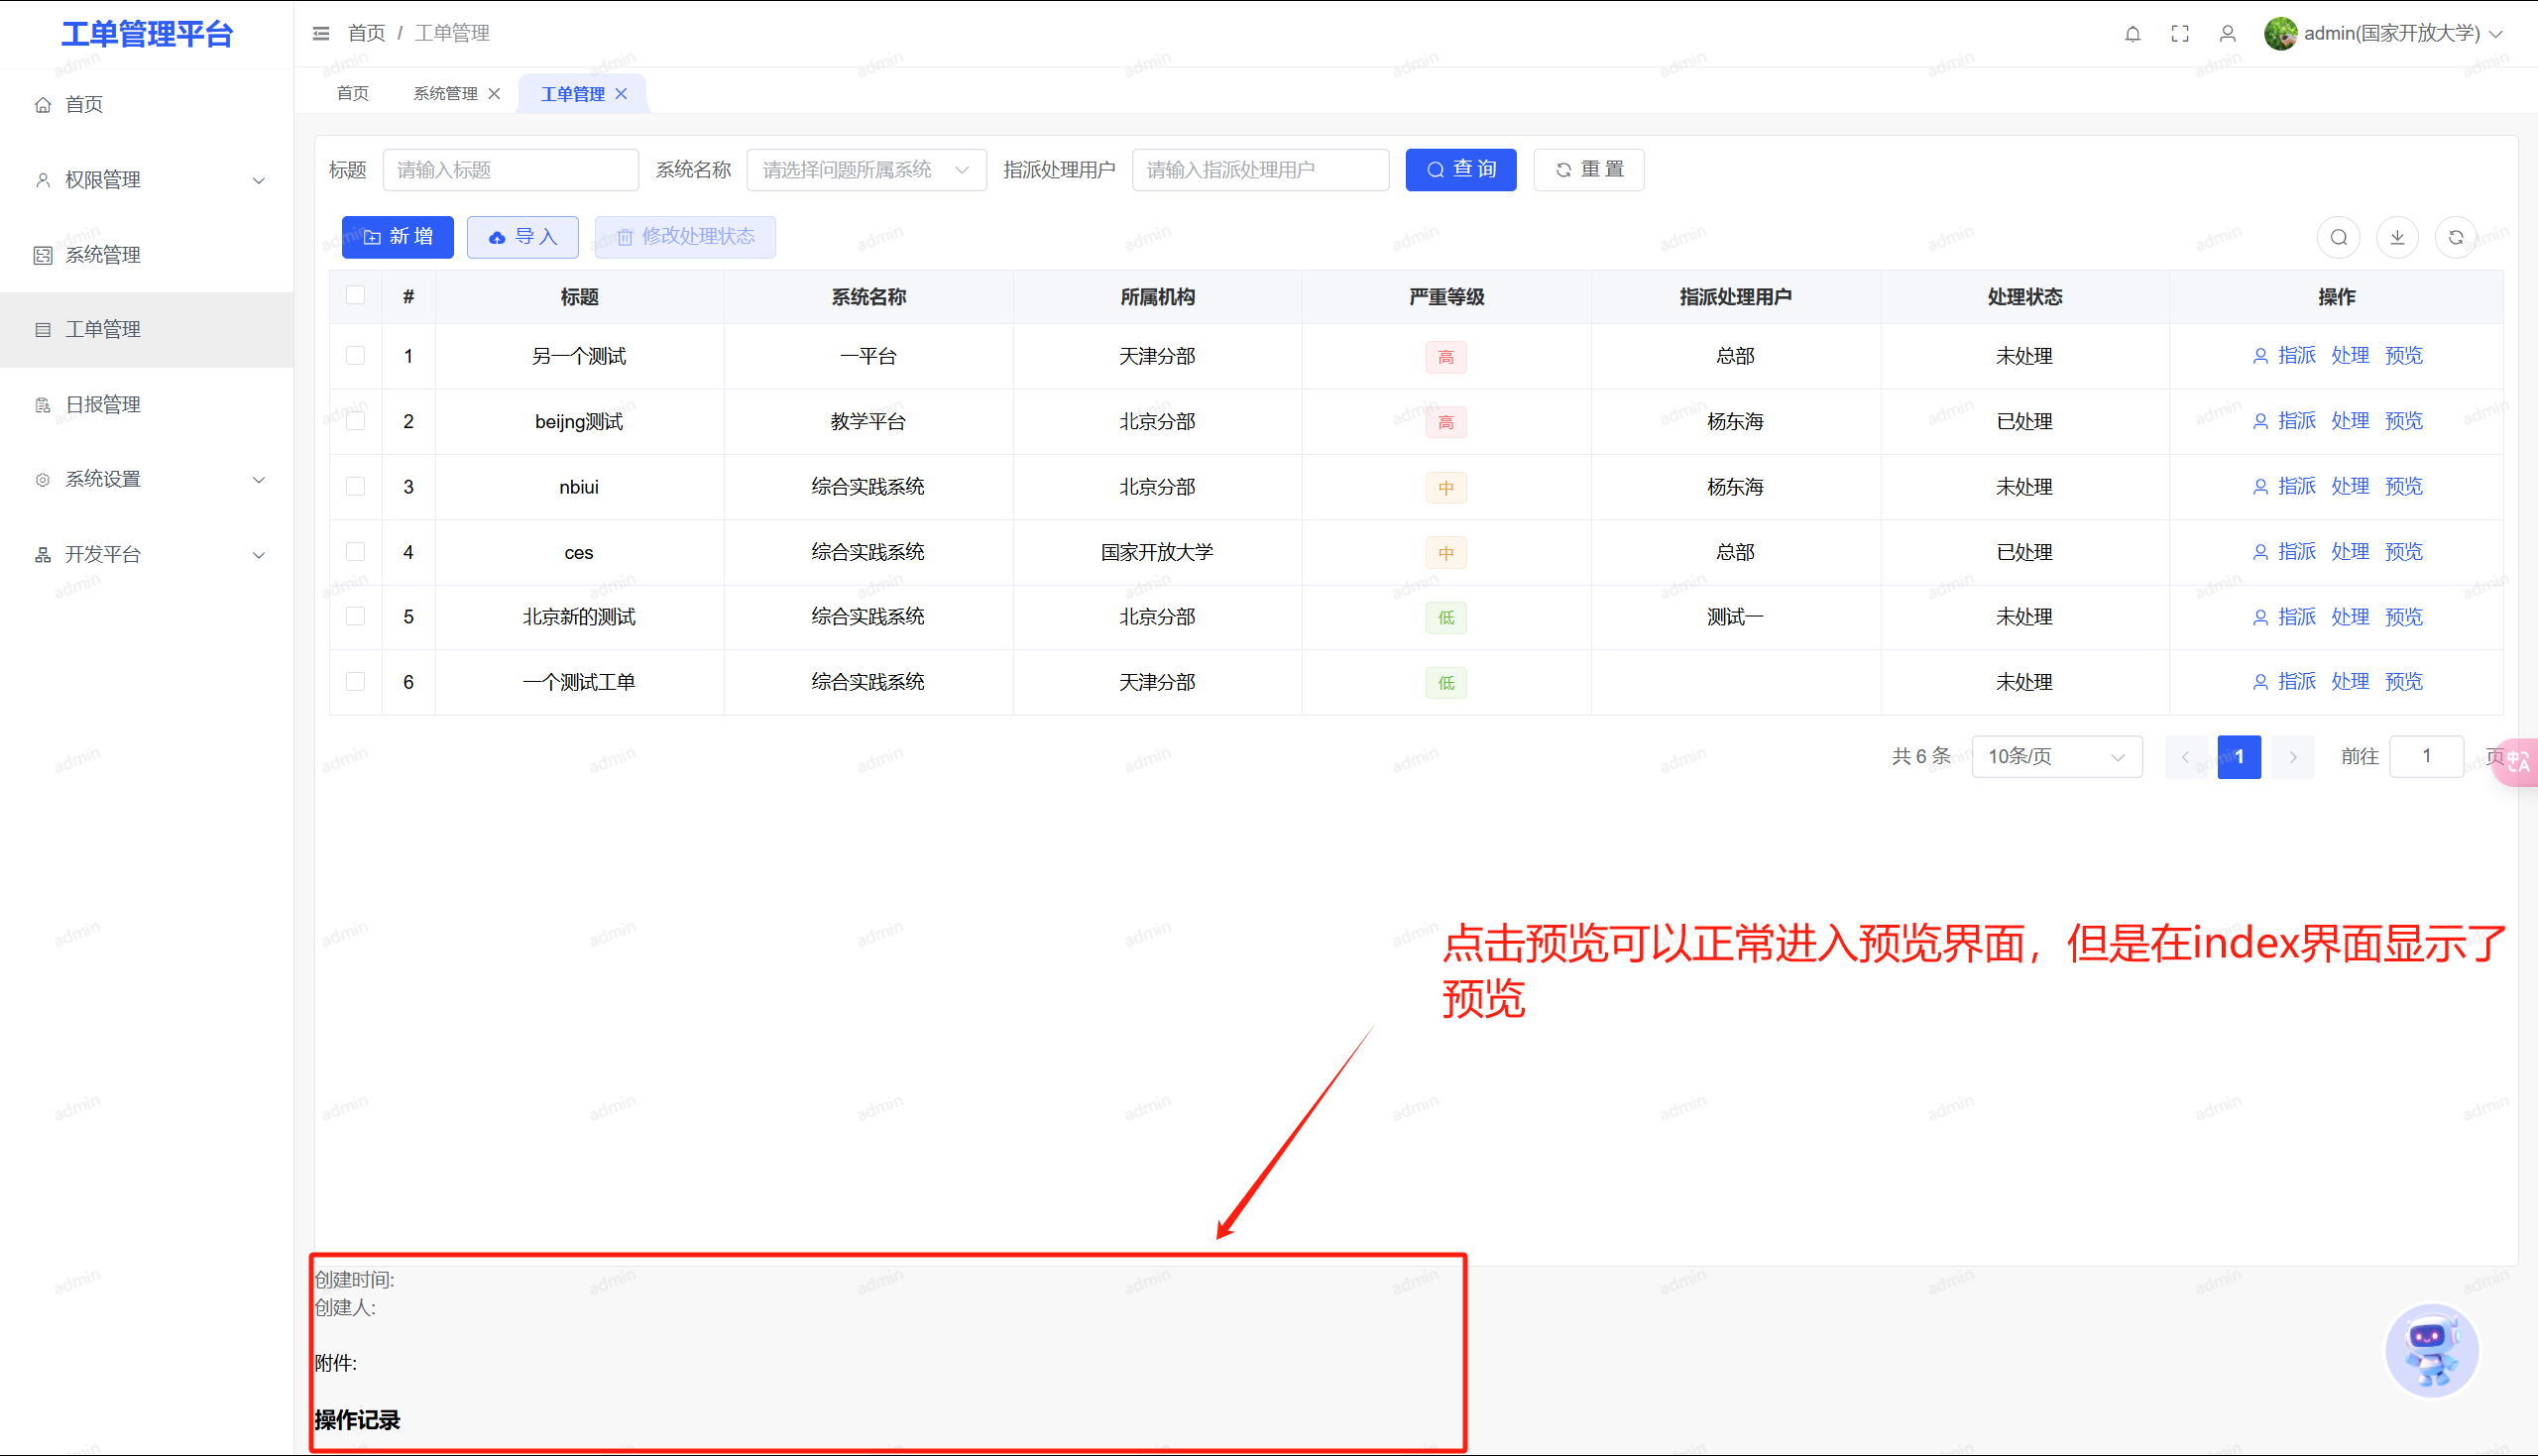 工单管理平台
首页 / 工单管理
admin(国家开放大学)
首页
系统管理
工单管理
首页
权限管理
系统管理
工单管理
日报管理
系统设置
开发平台
标题 请输入标题 系统名称 请选择问题所属系统 指派处理用户 请输入指派处理用户 查 询 重 置
新 增 导 入 修改处理状态
# 标题 系统名称 所属机构 严重等级 指派处理用户 处理状态 操作
1 另一个测试 一平台 天津分部 高 总部 未处理 指派 处理 预览
2 beijng测试 教学平台 北京分部 高 杨东海 已处理 指派 处理 预览
3 nbiui 综合实践系统 北京分部 中 杨东海 未处理 指派 处理 预览
4 ces 综合实践系统 国家开放大学 中 总部 已处理 指派 处理 预览
5 北京新的测试 综合实践系统 北京分部 低 测试一 未处理 指派 处理 预览
6 一个测试工单 综合实践系统 天津分部 低 未处理 指派 处理 预览
共 6 条 10条/页 1 前往 1 页
中A
点击预览可以正常进入预览界面，但是在index界面显示了
预览
创建时间:
创建人:
附件:
操作记录
admin